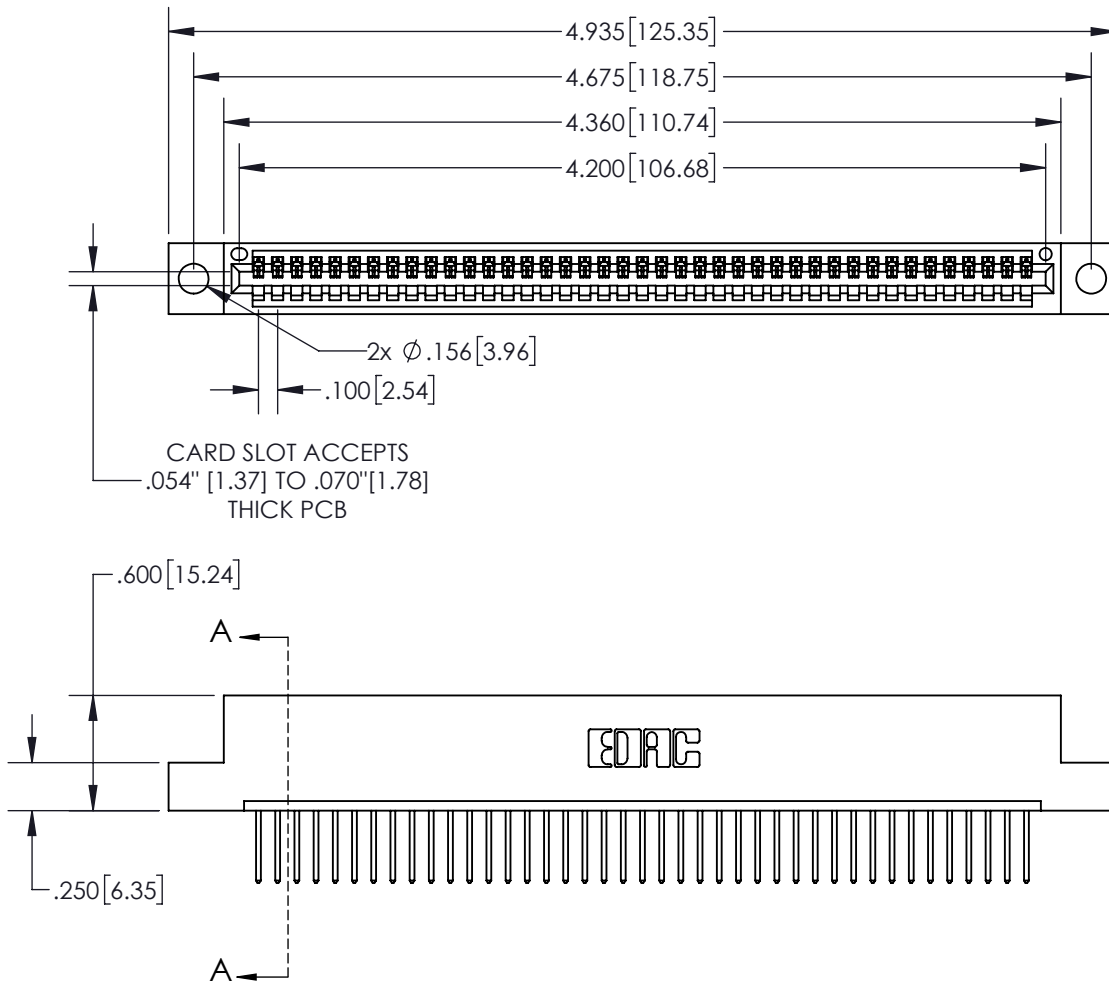 4.935[125.35]
4.675[118.75]
4.360[110.74]
4.200[106.68]
2x Ø .156[3.96]
.100[2.54]
CARD SLOT ACCEPTS
.054" [1.37] TO .070"[1.78]
THICK PCB
.600[15.24]
A
EDAC
.250[6.35]
A